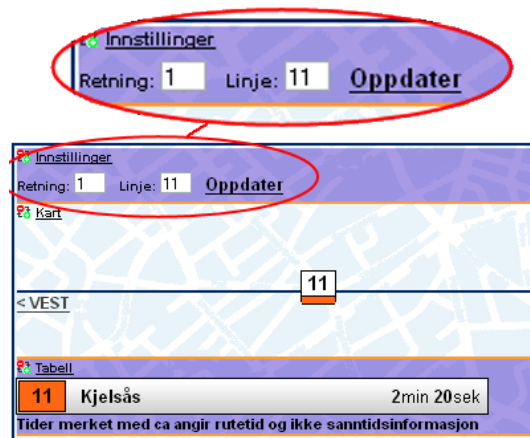 Innstillinger
Retning: 1 Linje: 11 Oppdater
Innstillinger
Retning: 1 Linje: 11 Oppdater
Kart
11
< VEST
Tabell
11 Kjelsås 2min 20sek
Tider merket med ca angir rutetid og ikke sanntidsinformasjon